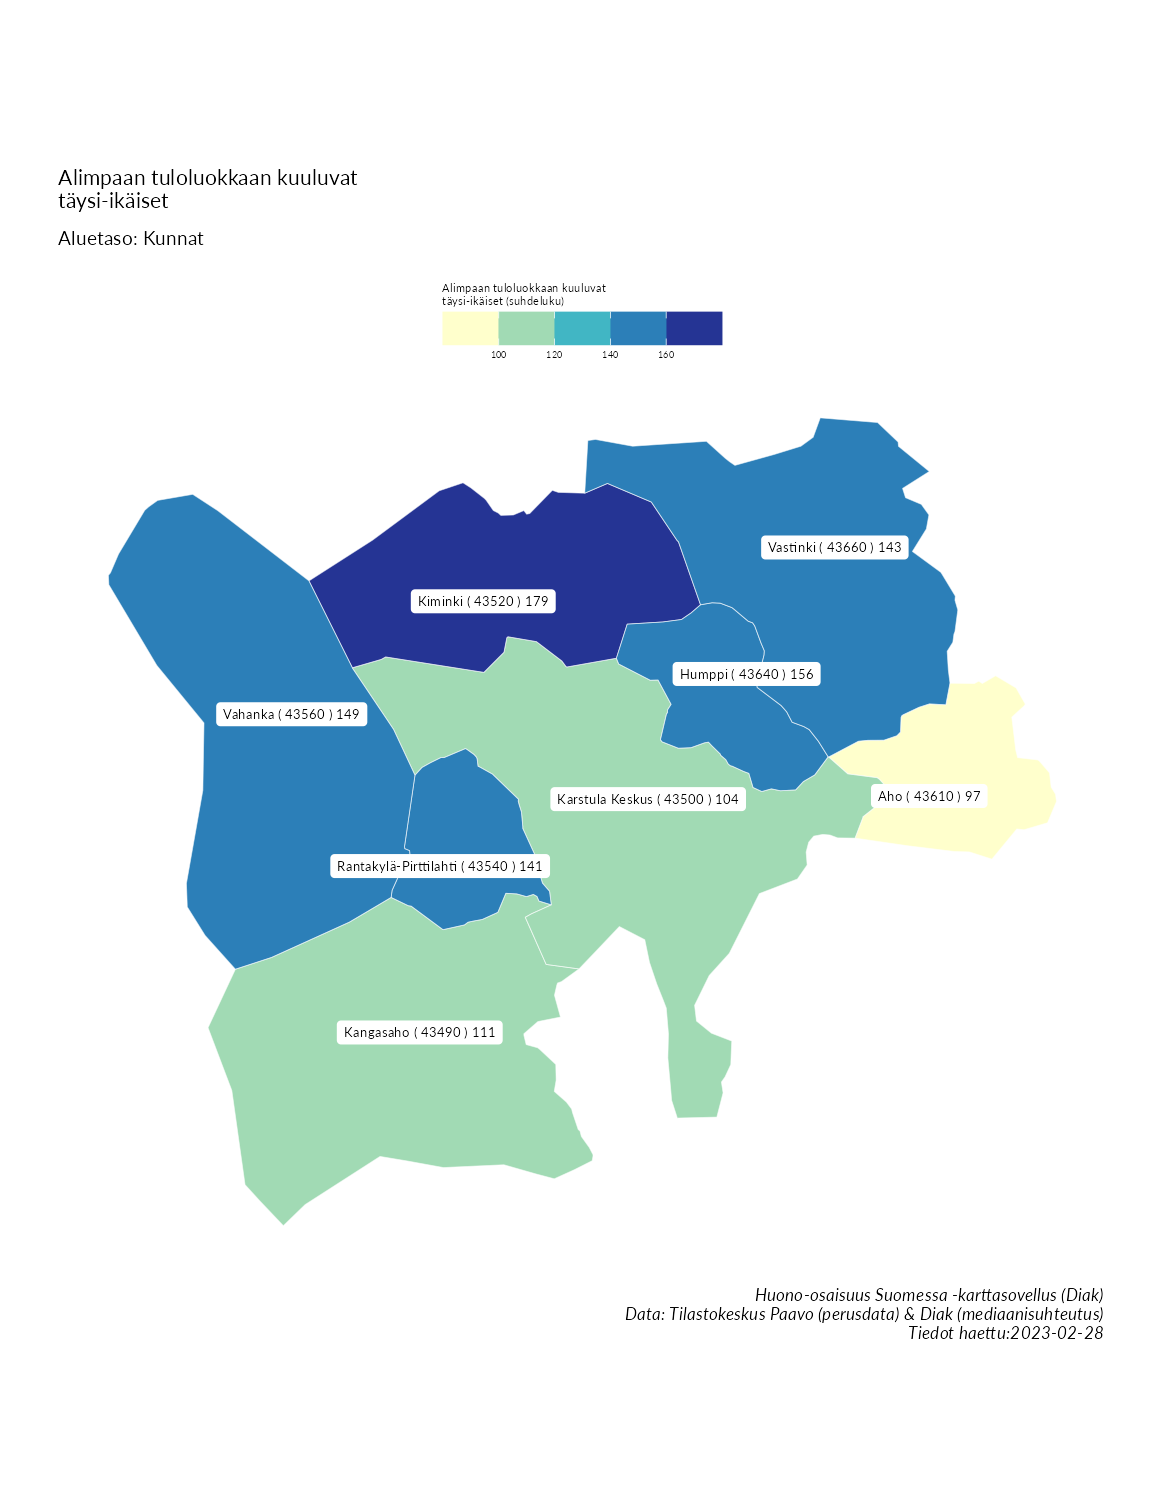 Alimpaan tuloluokkaan kuuluvat
täysi-ikäiset
Aluetaso: Kunnat
Alimpaan tuloluokkaan kuuluvat
täysi-ikäiset (suhdeluku)
100 120 140 160
Vastinki ( 43660 ) 143
Kiminki ( 43520 ) 179
Humppi ( 43640 ) 156
Vahanka ( 43560 ) 149
Aho ( 43610 ) 97
Karstula Keskus ( 43500 ) 104
Rantakylä-Pirttilahti ( 43540 ) 141
Kangasaho ( 43490 ) 111
Huono-osaisuus Suomessa -karttasovellus (Diak)
Data: Tilastokeskus Paavo (perusdata) & Diak (mediaanisuhteutus)
Tiedot haettu:2023-02-28